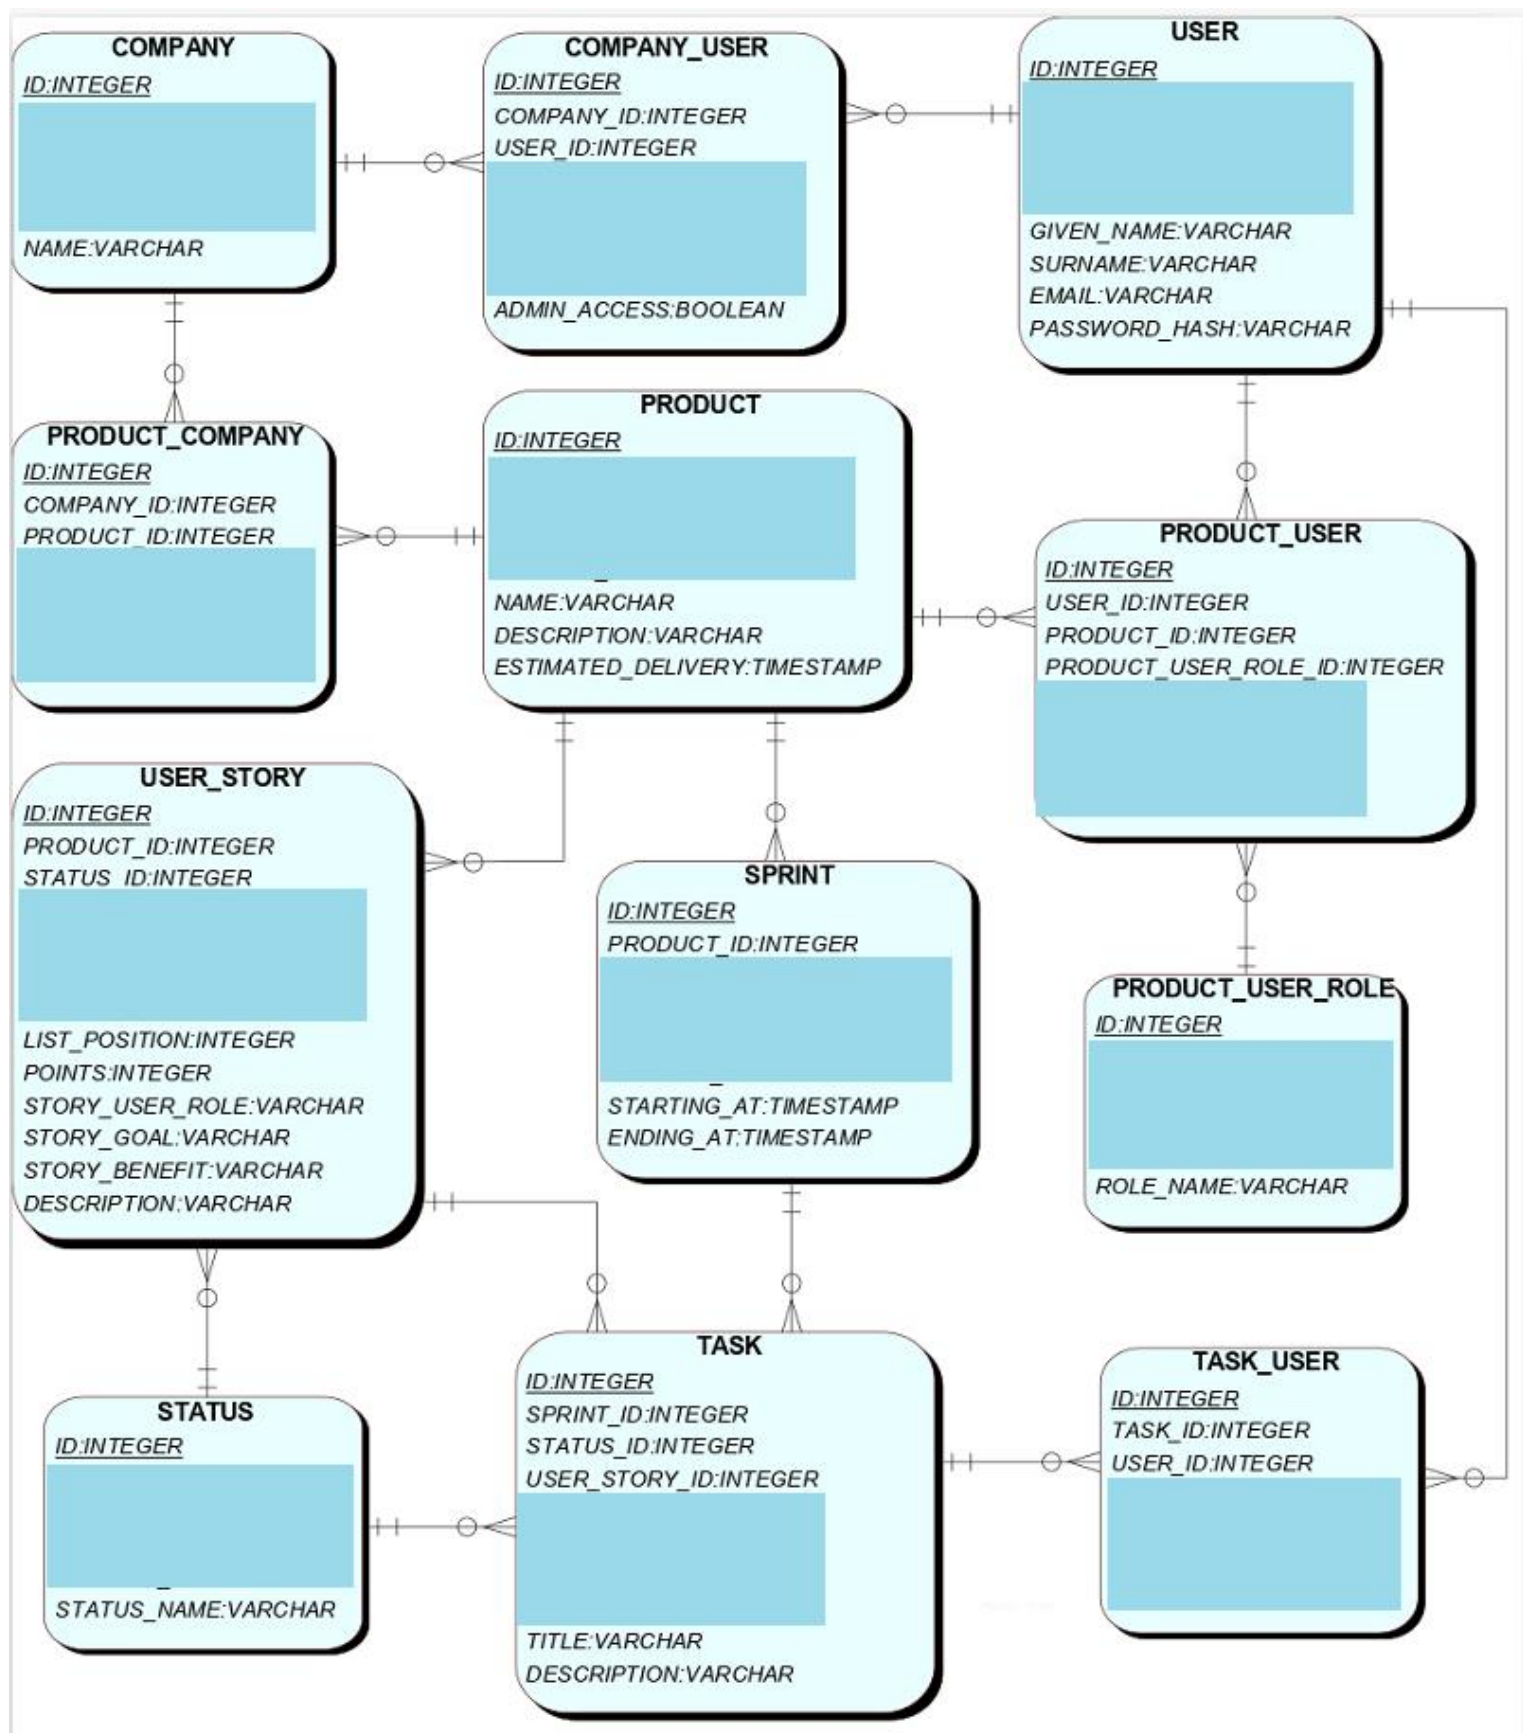 COMPANY
ID:INTEGER
NAME:VARCHAR
COMPANY_USER
ID:INTEGER
COMPANY_ID:INTEGER
USER_ID:INTEGER
ADMIN_ACCESS:BOOLEAN
USER
ID:INTEGER
GIVEN_NAME:VARCHAR
SURNAME:VARCHAR
EMAIL:VARCHAR
PASSWORD_HASH:VARCHAR
PRODUCT_COMPANY
ID:INTEGER
COMPANY_ID:INTEGER
PRODUCT_ID:INTEGER
PRODUCT
ID:INTEGER
NAME:VARCHAR
DESCRIPTION:VARCHAR
ESTIMATED_DELIVERY:TIMESTAMP
PRODUCT_USER
ID:INTEGER
USER_ID:INTEGER
PRODUCT_ID:INTEGER
PRODUCT_USER_ROLE_ID:INTEGER
USER_STORY
ID:INTEGER
PRODUCT_ID:INTEGER
STATUS_ID:INTEGER
LIST_POSITION:INTEGER
POINTS:INTEGER
STORY_USER_ROLE:VARCHAR
STORY_GOAL:VARCHAR
STORY_BENEFIT:VARCHAR
DESCRIPTION:VARCHAR
SPRINT
ID:INTEGER
PRODUCT_ID:INTEGER
STARTING_AT:TIMESTAMP
ENDING_AT:TIMESTAMP
PRODUCT_USER_ROLE
ID:INTEGER
ROLE_NAME:VARCHAR
STATUS
ID:INTEGER
STATUS_NAME:VARCHAR
TASK
ID:INTEGER
SPRINT_ID:INTEGER
STATUS_ID:INTEGER
USER_STORY_ID:INTEGER
TITLE:VARCHAR
DESCRIPTION:VARCHAR
TASK_USER
ID:INTEGER
TASK_ID:INTEGER
USER_ID:INTEGER